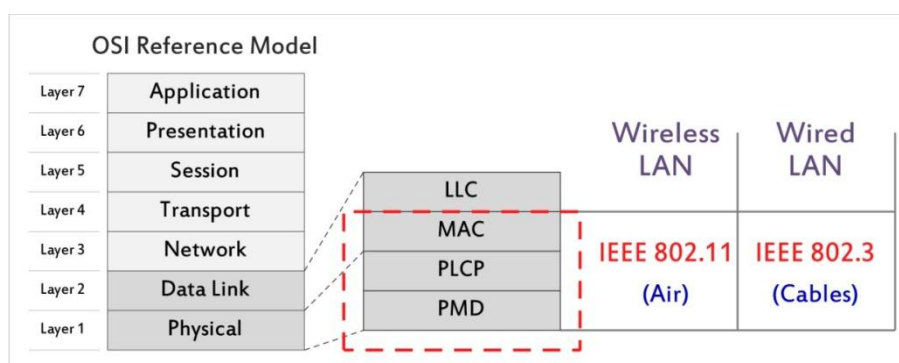 OSI Reference Model
Layer 7 Application
Layer 6 Presentation
Layer 5 Session
Layer 4 Transport
Layer 3 Network
Layer 2 Data Link
Layer 1 Physical
LLC
MAC
PLCP
PMD
Wireless
LAN
IEEE 802.11
(Air)
Wired
LAN
IEEE 802.3
(Cables)